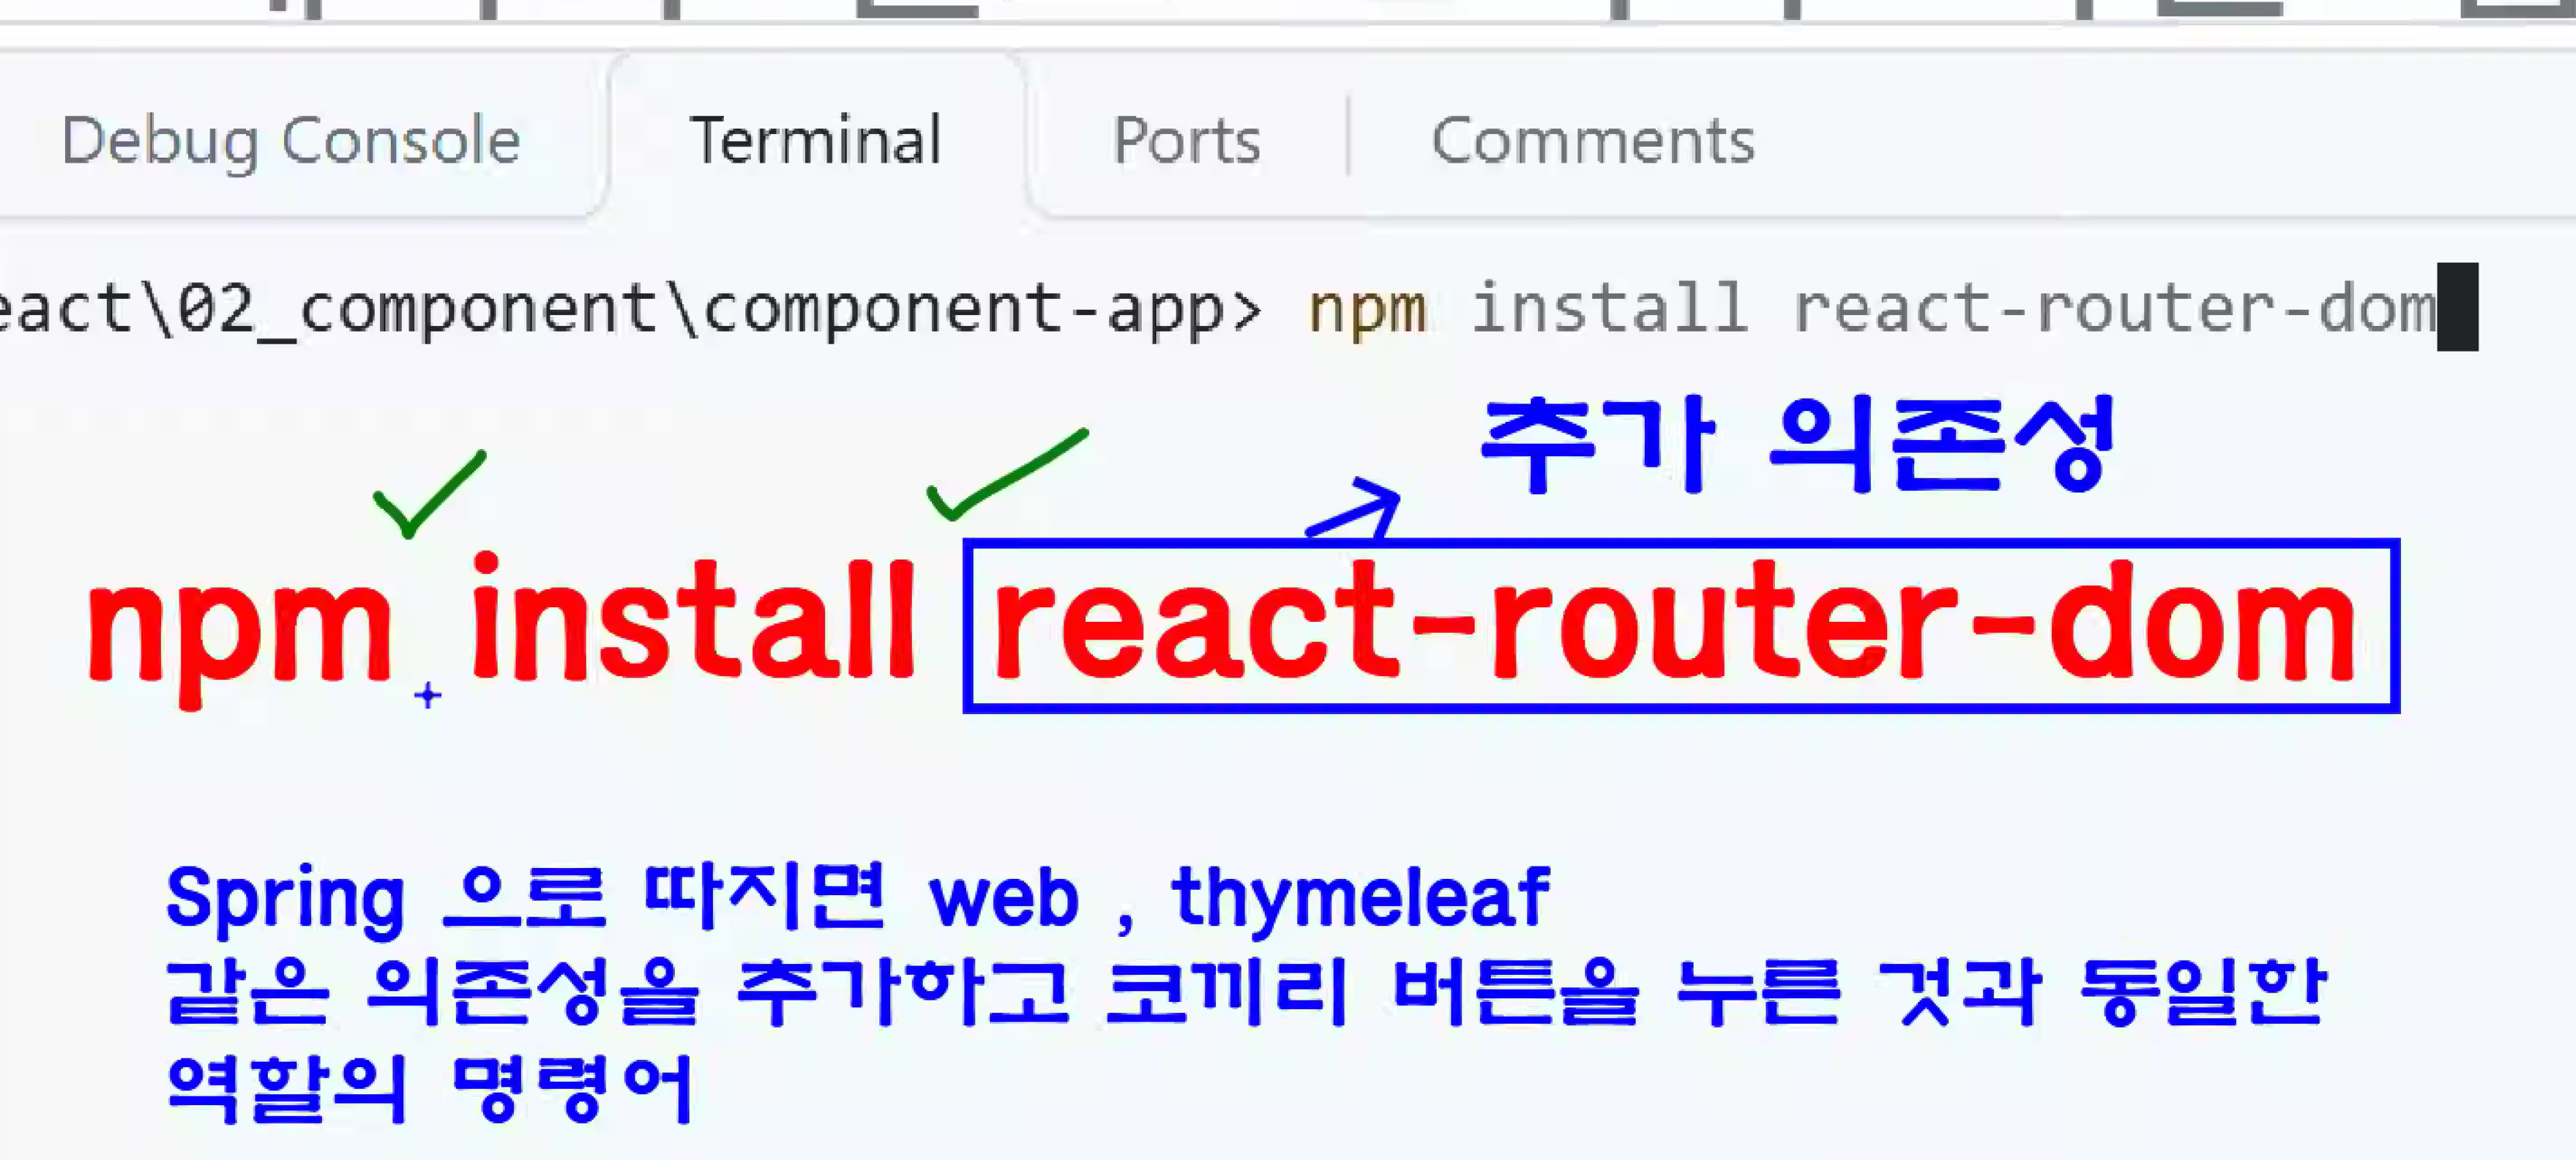 Debug Console Terminal Ports Comments
eact\02_component\component-app> npm install react-router-dom
추가 의존성
npm install react-router-dom
Spring 으로 따지면 web , thymeleaf
같은 의존성을 추가하고 코끼리 버튼을 누른 것과 동일한
역할의 명령어